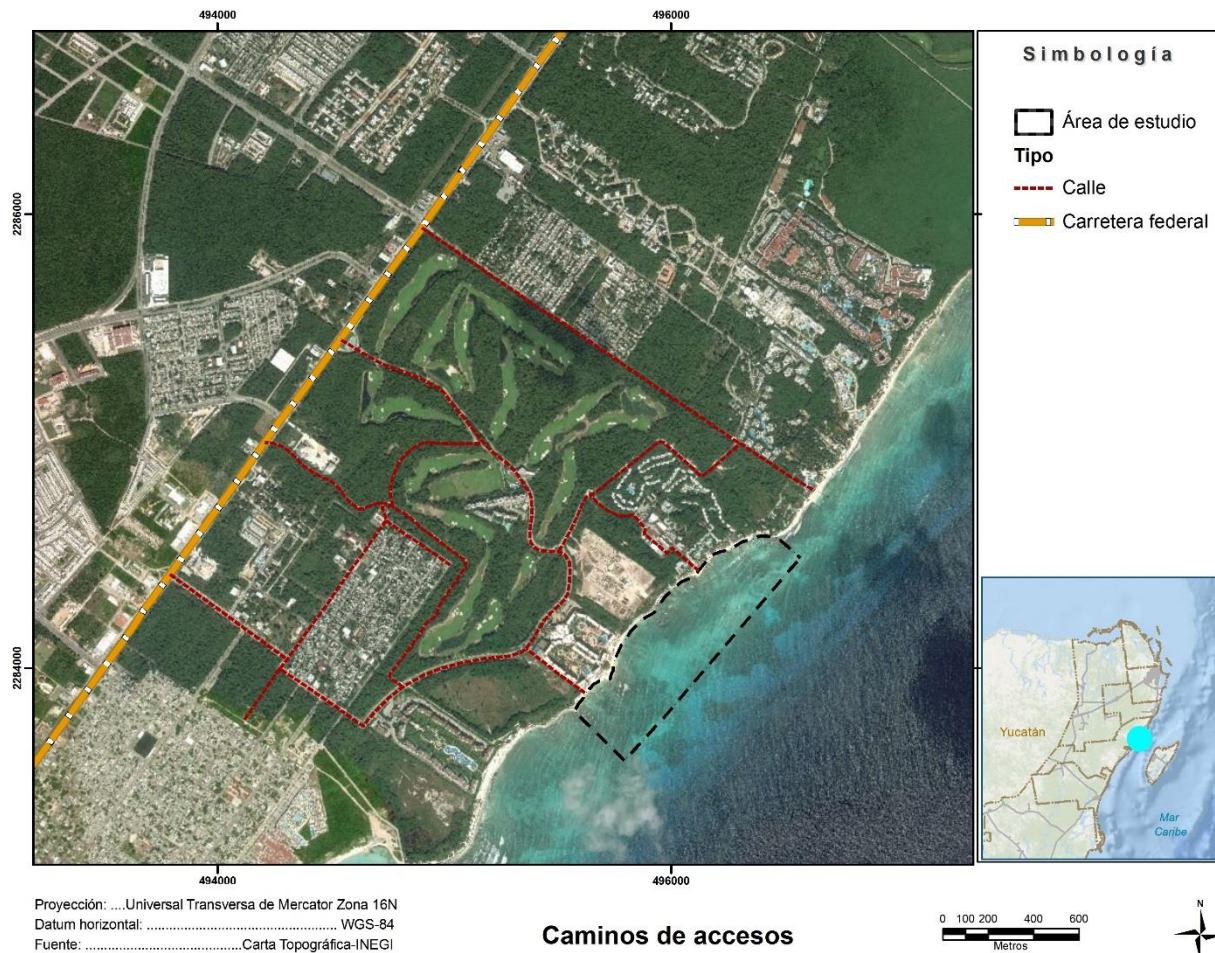 494000
496000
2286000
2284000
494000
496000
Simbología
Área de estudio
Tipo
Calle
Carretera federal
Yucatán
Mar
Caribe
Proyección: ....Universal Transversa de Mercator Zona 16N
Datum horizontal: .................................................... WGS-84
Fuente: ..........................................Carta Topográfica-INEGI
Caminos de accesos
0 100 200 400 600
Metros
N